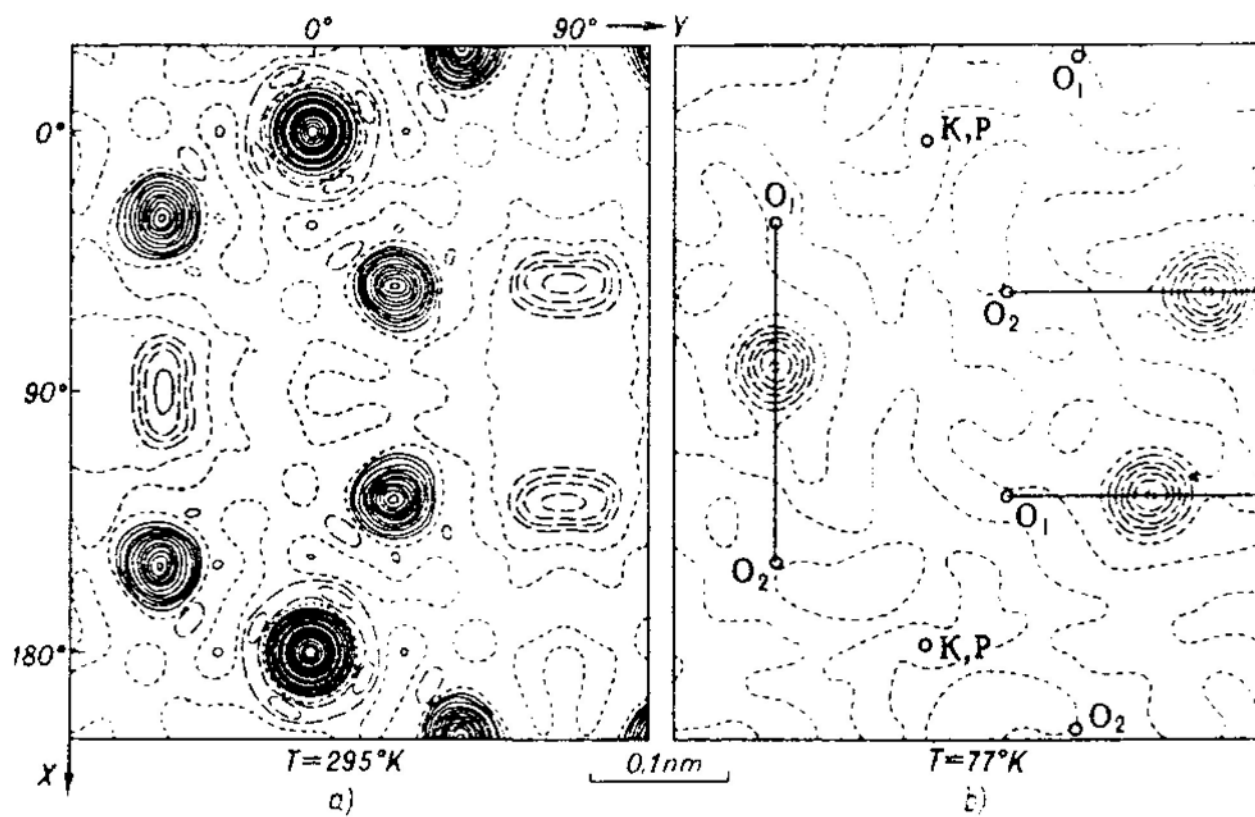 0° 90° → Y
0°
90°
180°
X
T=295°K
a)
0,1nm
O₁
K,P
O₁
O₂
O₁
O₂
K,P
O₂
T=77°K
b)